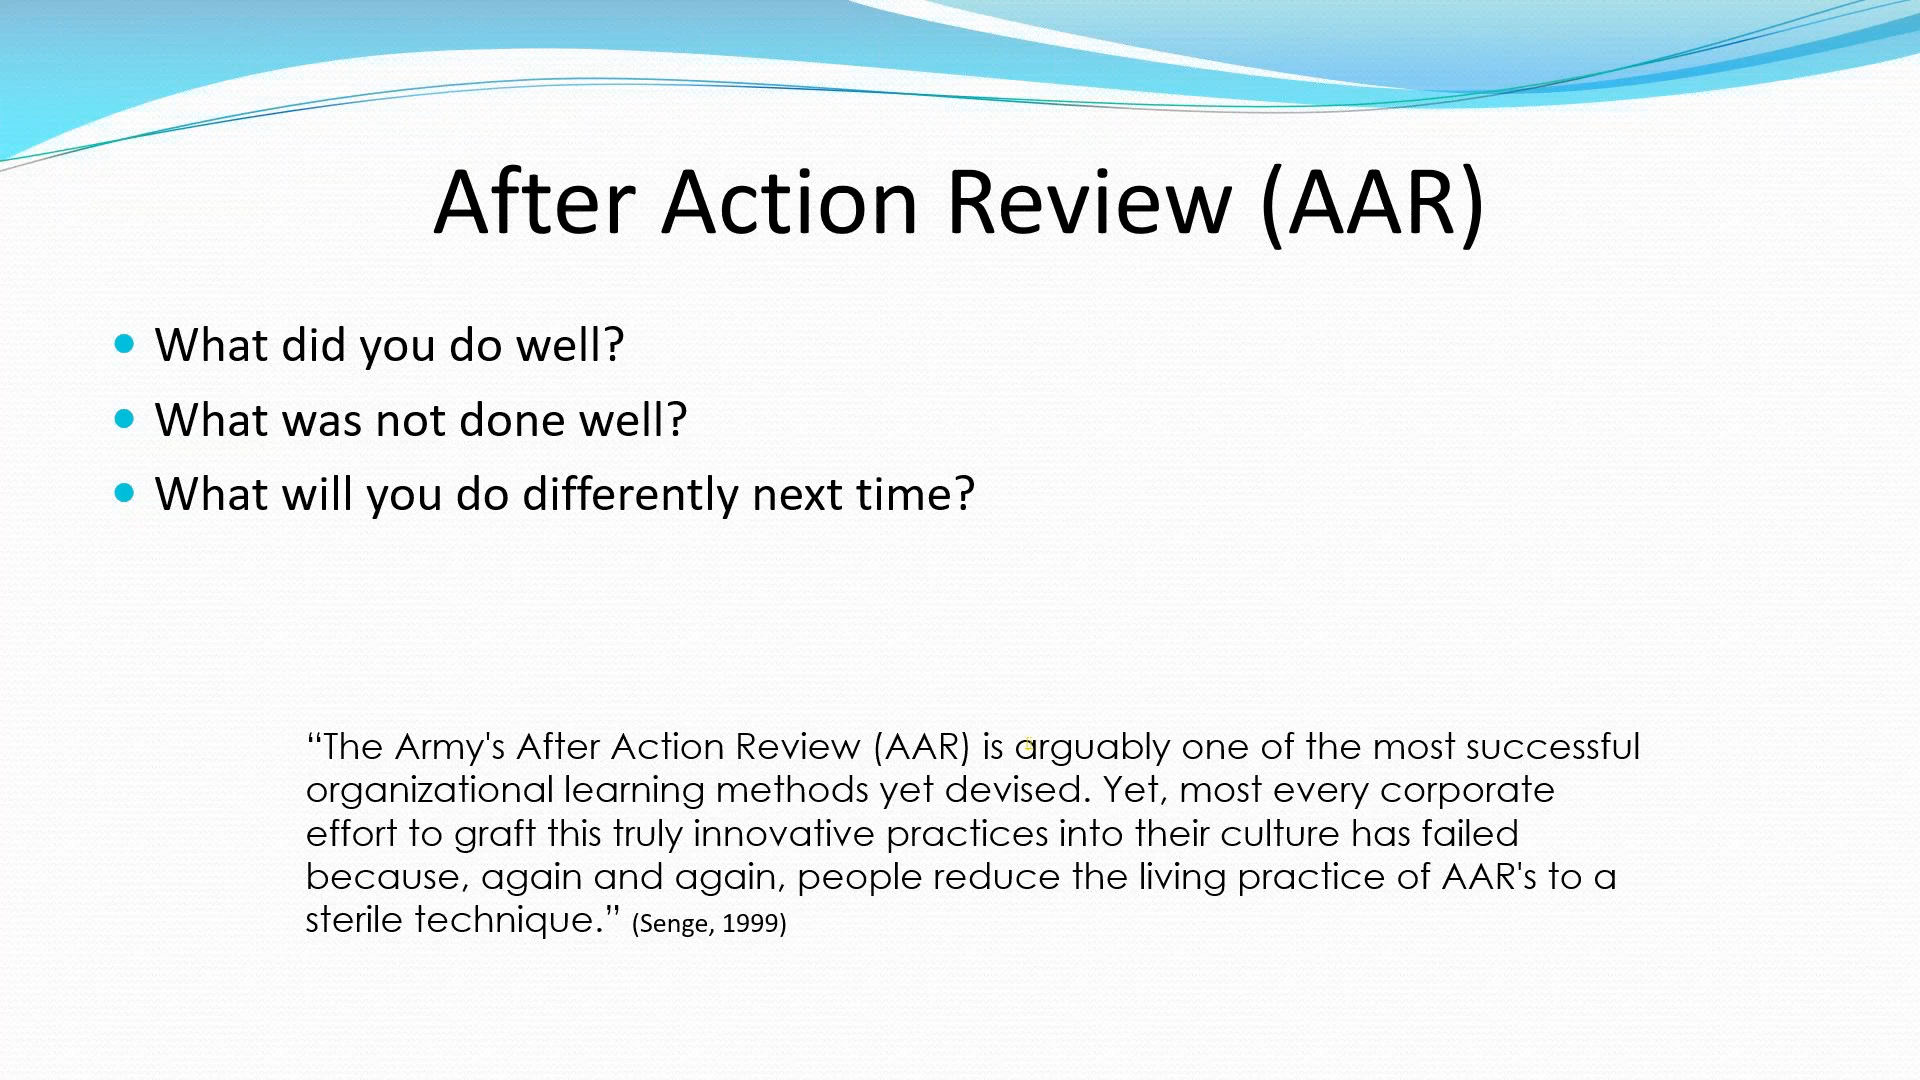 After Action Review (AAR)
• What did you do well?
• What was not done well?
• What will you do differently next time?
“The Army's After Action Review (AAR) is arguably one of the most successful
organizational learning methods yet devised. Yet, most every corporate
effort to graft this truly innovative practices into their culture has failed
because, again and again, people reduce the living practice of AAR's to a
sterile technique.” (Senge, 1999)